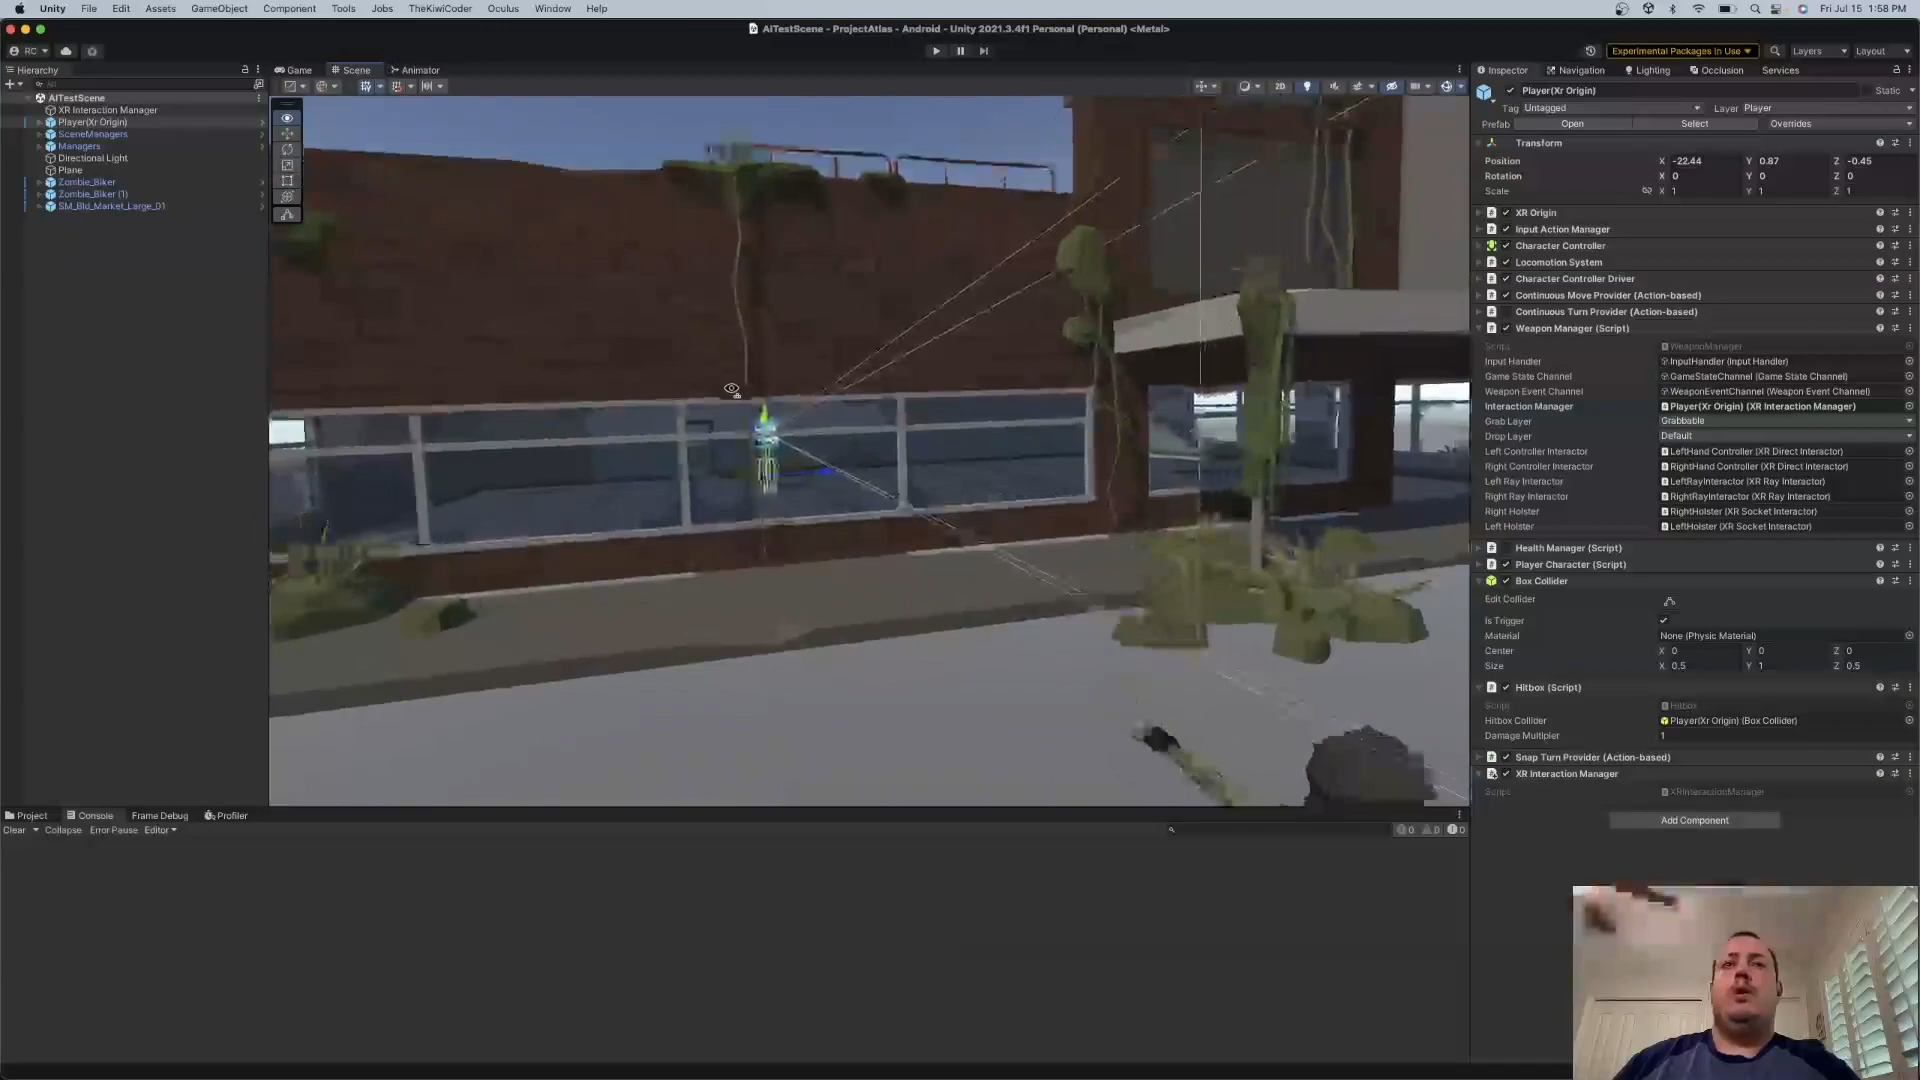 Unity File Edit Assets GameObject Component Tools Jobs TheKiwiCoder Oculus Window Help Fri Jul 15 1:58 PM
AITestScene - ProjectAtlas - Android - Unity 2021.3.4f1 Personal (Personal) <Metal>
RC Experimental Packages In Use Layers Layout
Hierarchy
All
AITestScene
XR Interaction Manager
Player(Xr Origin)
SceneManagers
Managers
Directional Light
Plane
Zombie_Biker
Zombie_Biker (1)
SM_Bld_Market_Large_01
Game Scene Animator
2D
Inspector Navigation Lighting Occlusion Services
Player(Xr Origin) Static
Tag Untagged Layer Player
Prefab Open Select Overrides
Transform
Position X -22.44 Y 0.87 Z -0.45
Rotation X 0 Y 0 Z 0
Scale X 1 Y 1 Z 1
XR Origin
Input Action Manager
Character Controller
Locomotion System
Character Controller Driver
Continuous Move Provider (Action-based)
Continuous Turn Provider (Action-based)
Weapon Manager (Script)
Script WeaponManager
Input Handler InputHandler (Input Handler)
Game State Channel GameStateChannel (Game State Channel)
Weapon Event Channel WeaponEventChannel (Weapon Event Channel)
Interaction Manager Player(Xr Origin) (XR Interaction Manager)
Grab Layer Grabbable
Drop Layer Default
Left Controller Interactor LeftHand Controller (XR Direct Interactor)
Right Controller Interactor RightHand Controller (XR Direct Interactor)
Left Ray Interactor LeftRayInteractor (XR Ray Interactor)
Right Ray Interactor RightRayInteractor (XR Ray Interactor)
Right Holster RightHolster (XR Socket Interactor)
Left Holster LeftHolster (XR Socket Interactor)
Health Manager (Script)
Player Character (Script)
Box Collider
Edit Collider
Is Trigger
Material None (Physic Material)
Center X 0 Y 0 Z 0
Size X 0.5 Y 1 Z 0.5
Hitbox (Script)
Script Hitbox
Hitbox Collider Player(Xr Origin) (Box Collider)
Damage Multiplier 1
Snap Turn Provider (Action-based)
XR Interaction Manager
Script XRInteractionManager
Add Component
Project Console Frame Debug Profiler
Clear Collapse Error Pause Editor 0 0 0